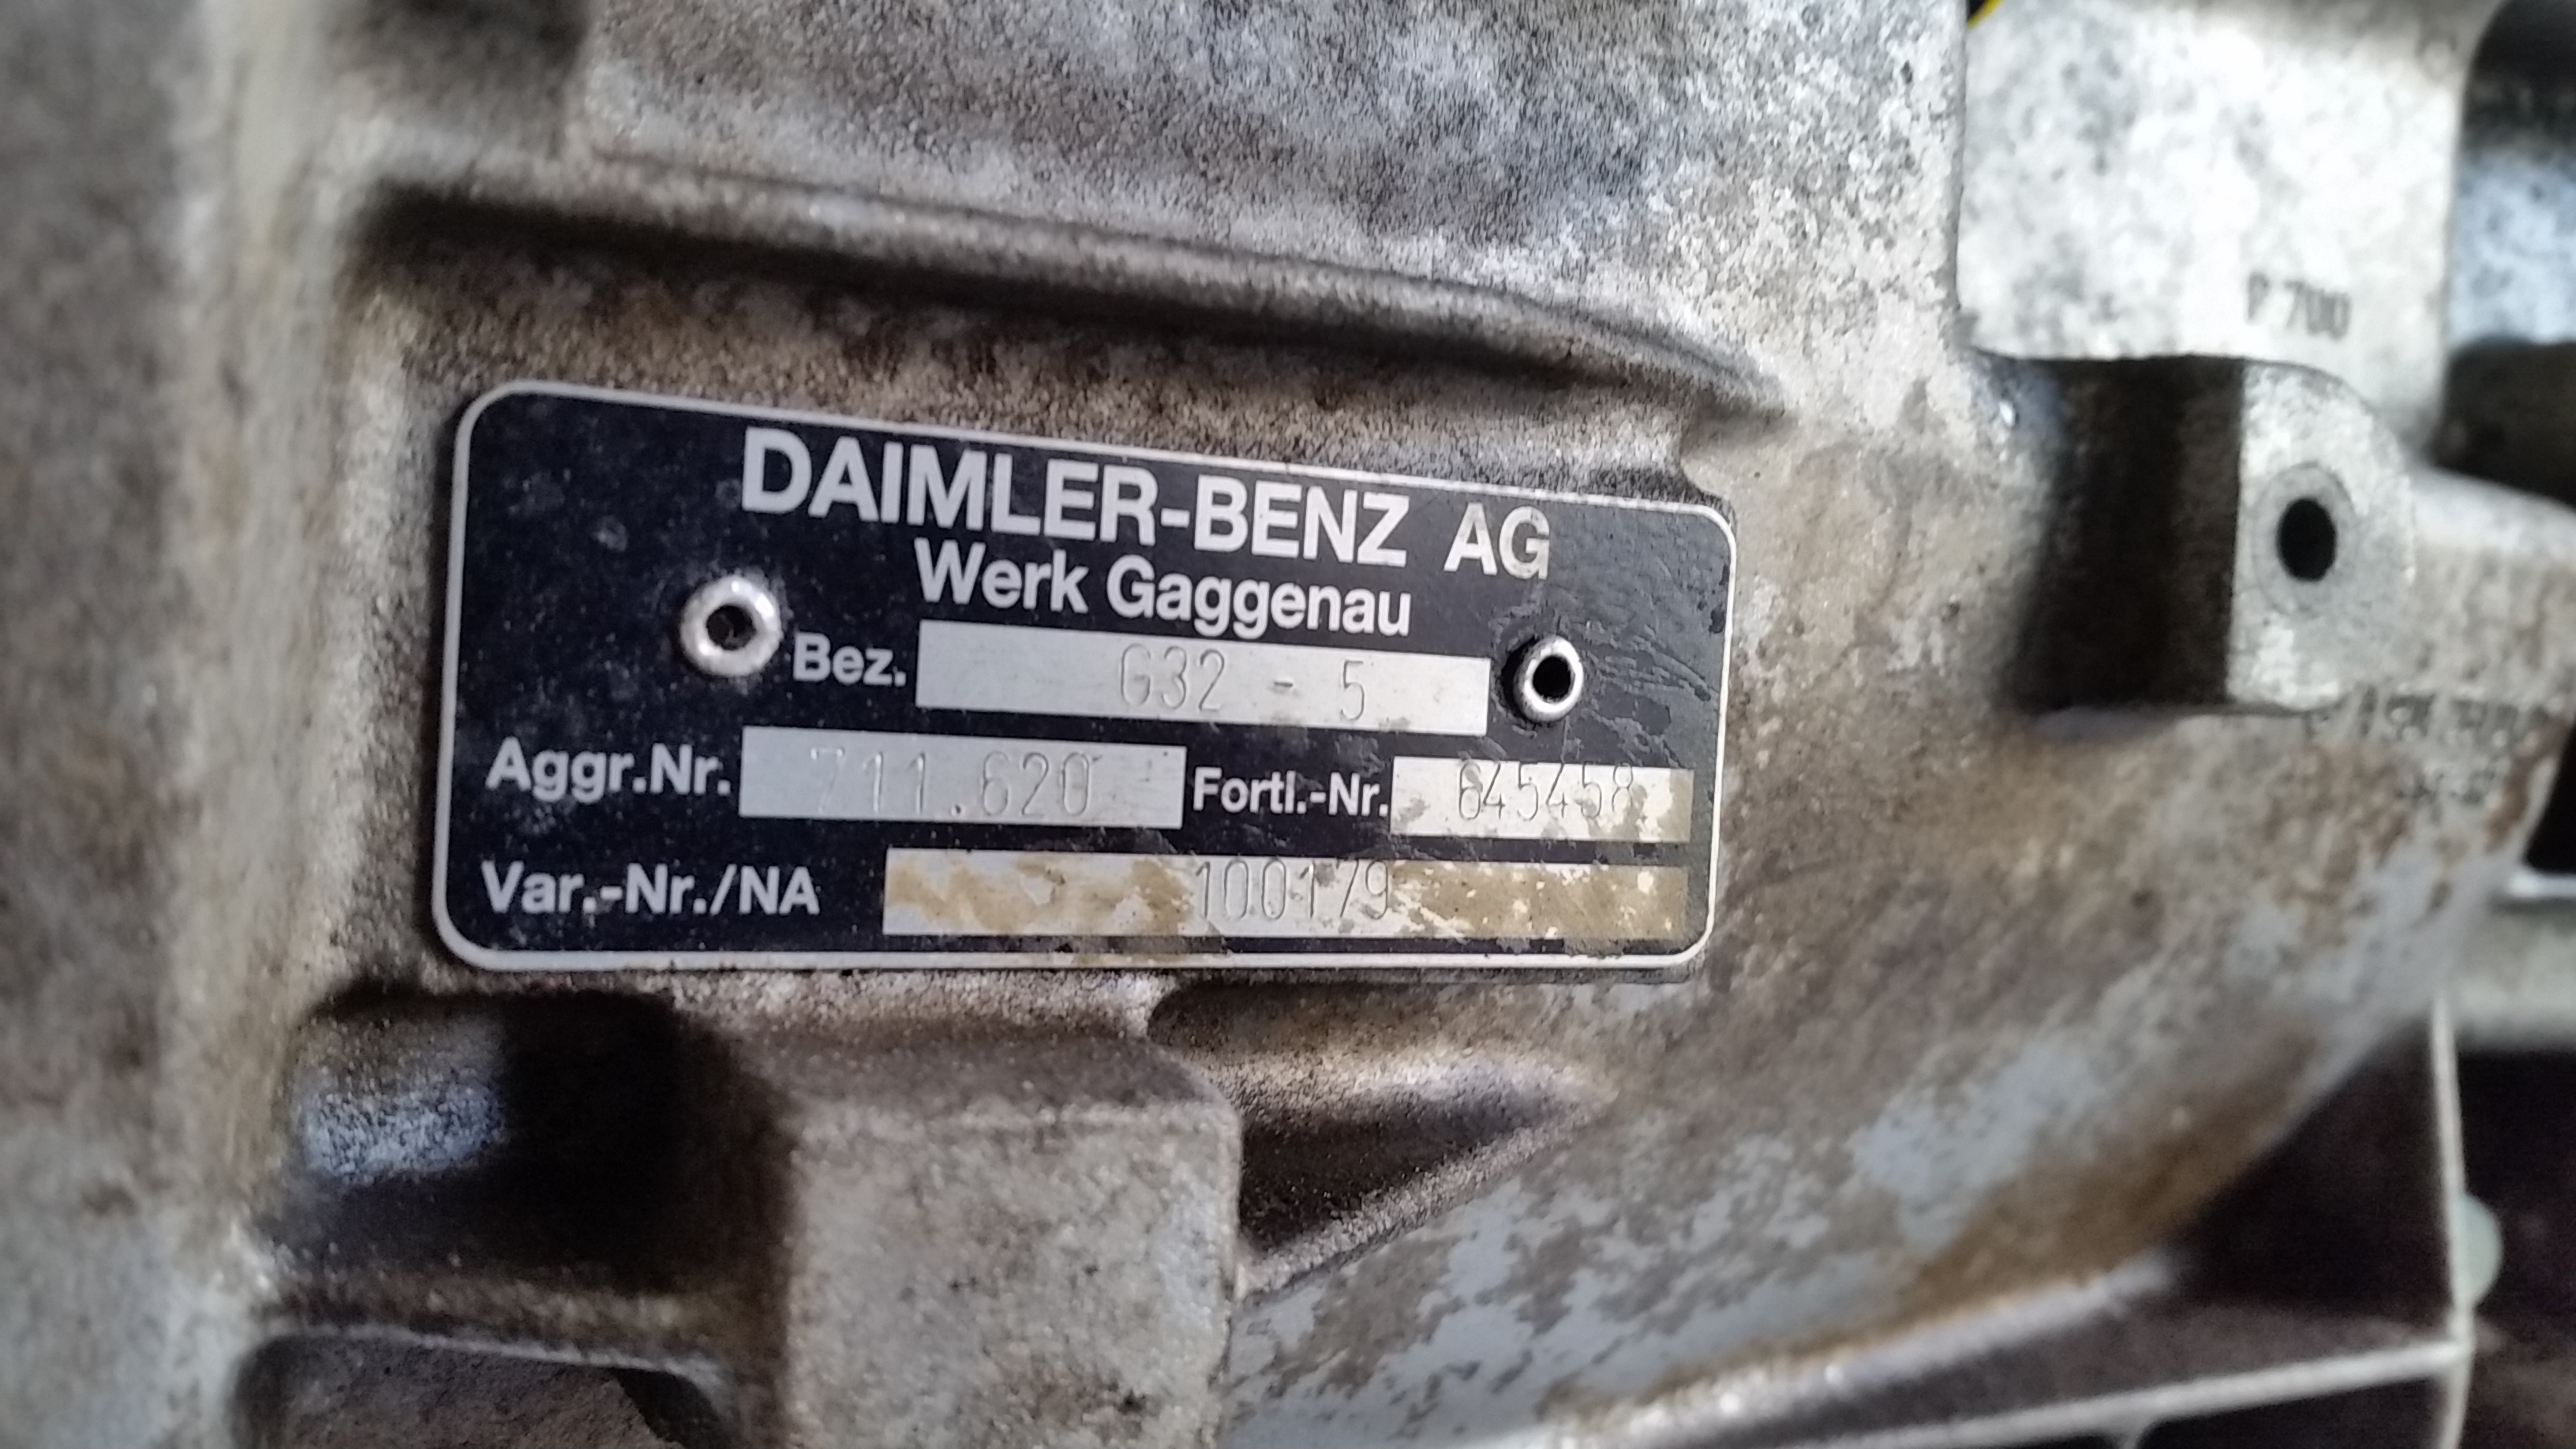 DAIMLER-BENZ AG
Werk Gaggenau
Bez. G32 - 5
Aggr.Nr. 711.620 Fortl.-Nr. 645458
Var.-Nr./NA 100179